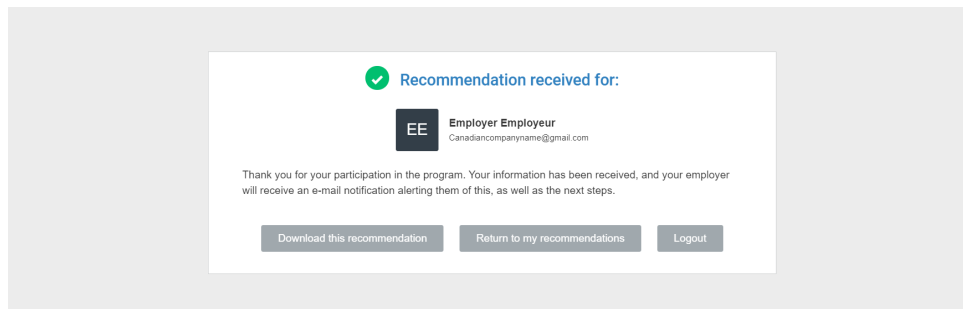 Recommendation received for:
EE
Employer Employeur
Canadiancompanyname@gmail.com
Thank you for your participation in the program. Your information has been received, and your employer
will receive an e-mail notification alerting them of this, as well as the next steps.
Download this recommendation
Return to my recommendations
Logout